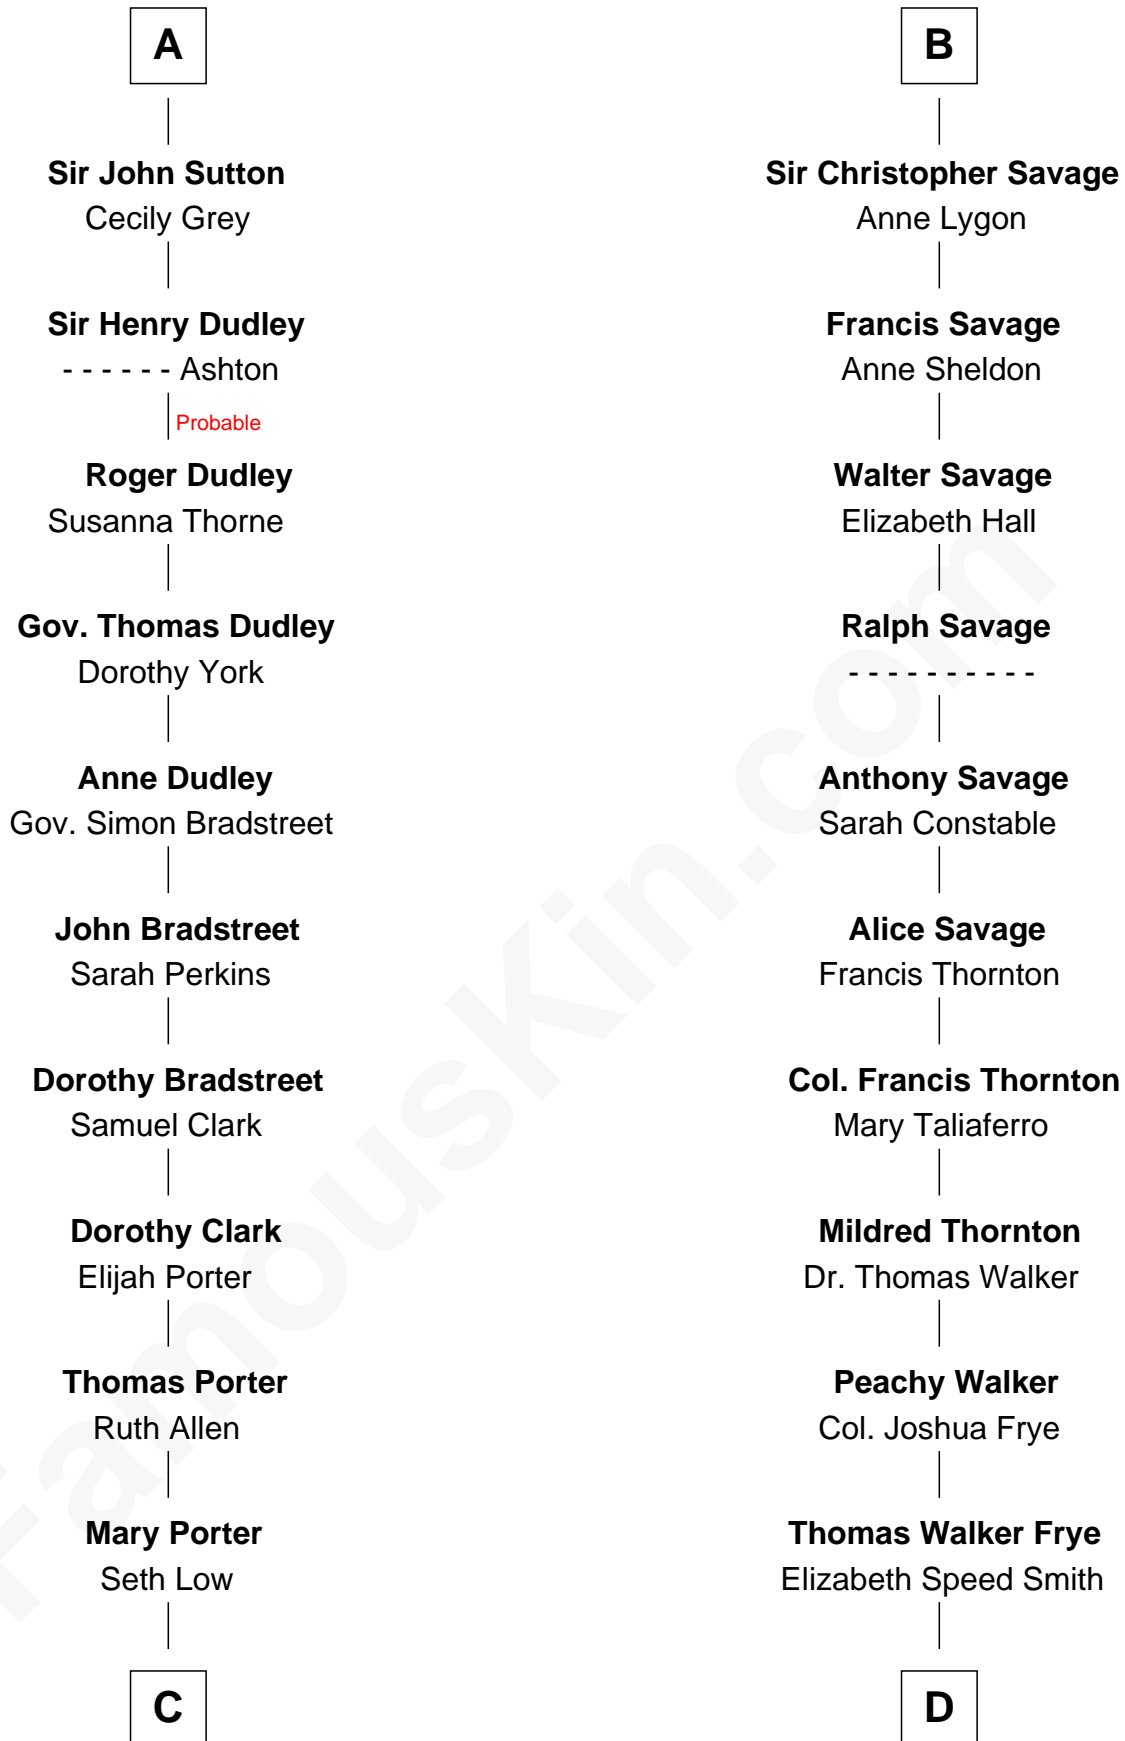 A
Sir John Sutton
Cecily Grey
Sir Henry Dudley
- - - - - - Ashton
Probable
Roger Dudley
Susanna Thorne
Gov. Thomas Dudley
Dorothy York
Anne Dudley
Gov. Simon Bradstreet
John Bradstreet
Sarah Perkins
Dorothy Bradstreet
Samuel Clark
Dorothy Clark
Elijah Porter
Thomas Porter
Ruth Allen
Mary Porter
Seth Low
C
B
Sir Christopher Savage
Anne Lygon
Francis Savage
Anne Sheldon
Walter Savage
Elizabeth Hall
Ralph Savage
- - - - - - - - - -
Anthony Savage
Sarah Constable
Alice Savage
Francis Thornton
Col. Francis Thornton
Mary Taliaferro
Mildred Thornton
Dr. Thomas Walker
Peachy Walker
Col. Joshua Frye
Thomas Walker Frye
Elizabeth Speed Smith
D
FamousKin.com